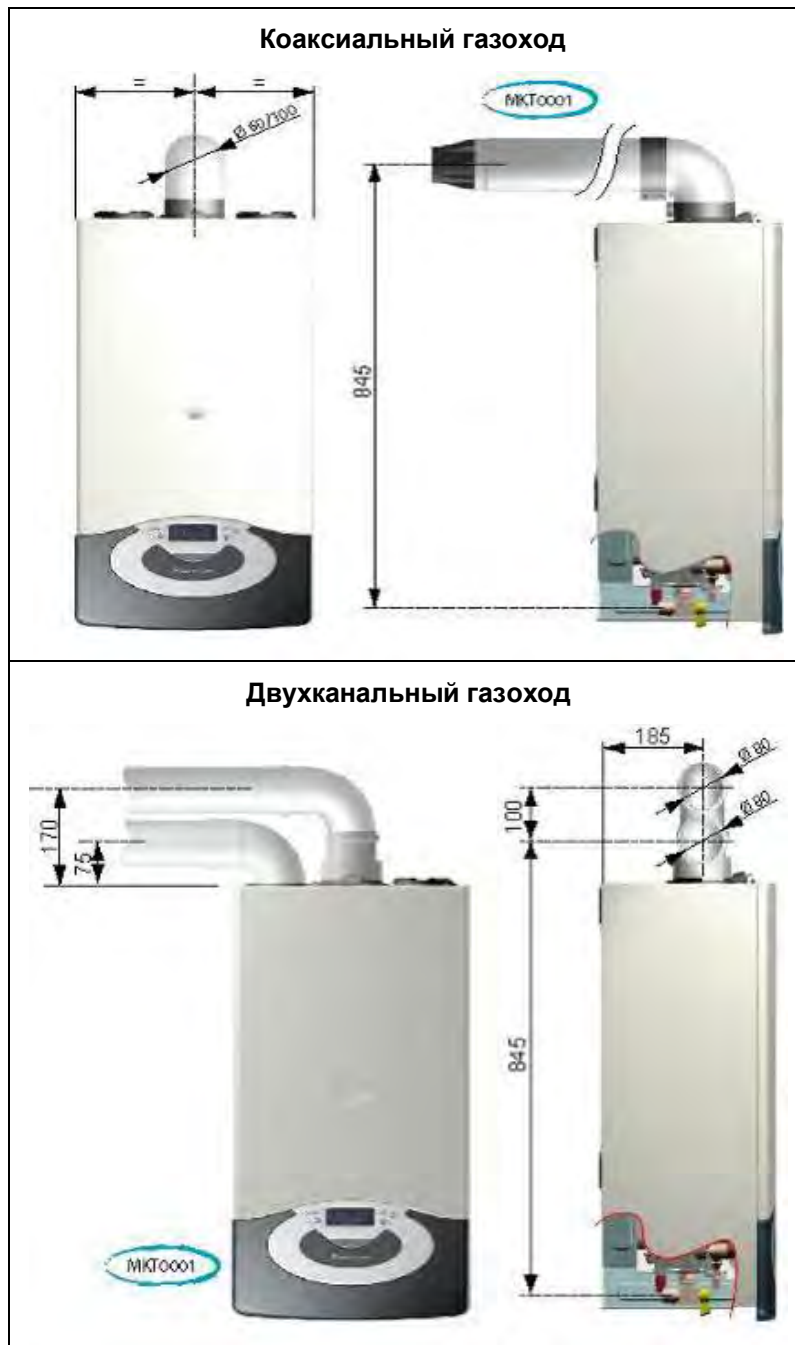 Коаксиальный газоход
= =
Ø 60/100
MKT0001
845
Двухканальный газоход
170
75
185
Ø 80
100
Ø 80
845
MKT0001